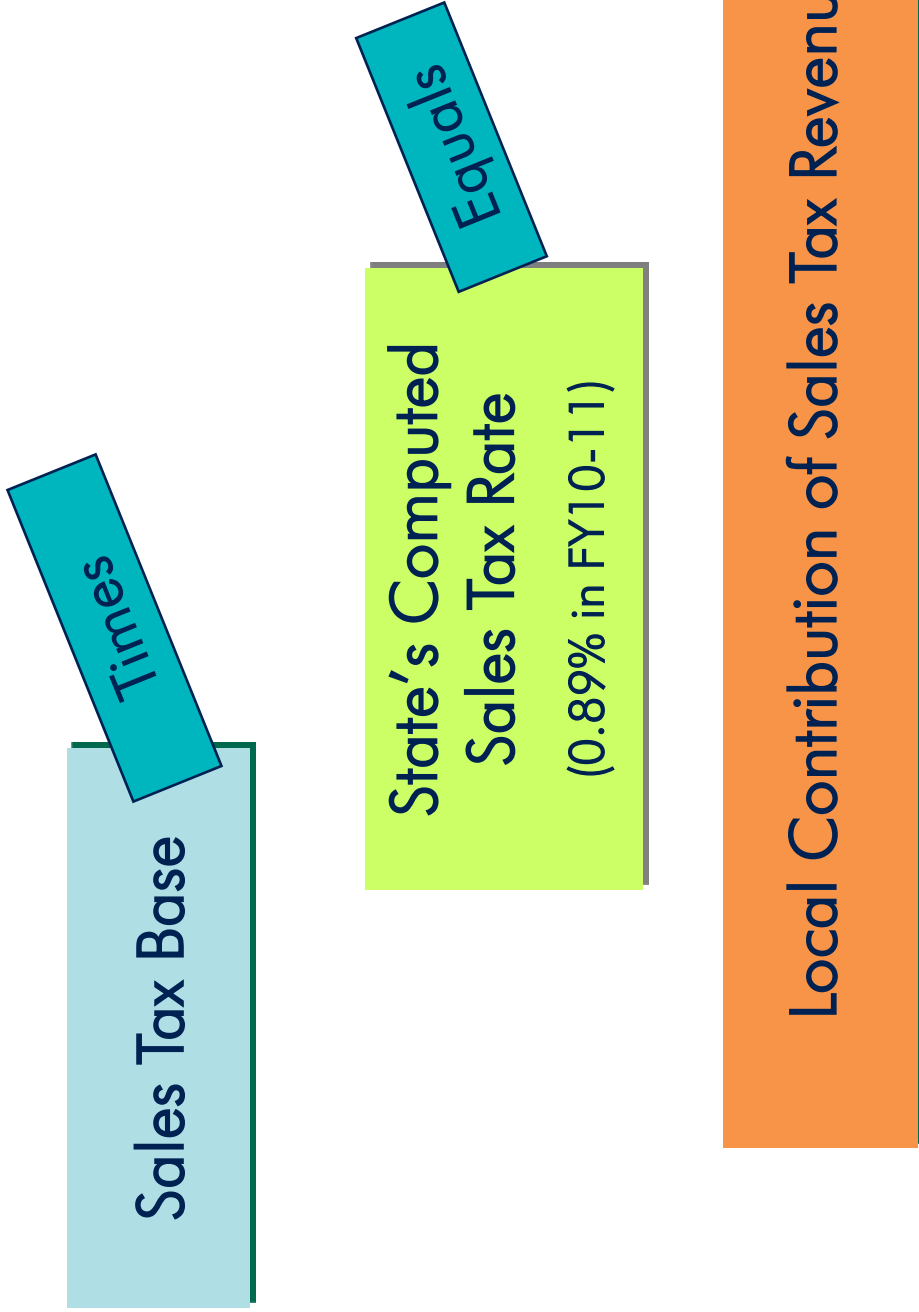 Sales Tax Base
Times
State's Computed
Sales Tax Rate
(0.89% in FY10-11)
Equals
Local Contribution of Sales Tax Revenu